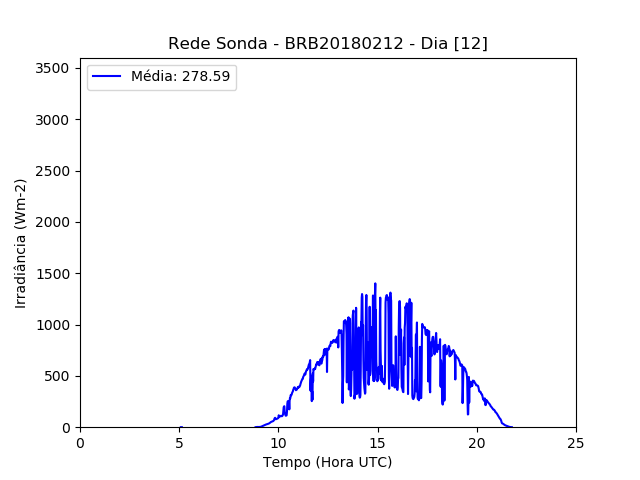 Rede Sonda - BRB20180212 - Dia [12]
Média: 278.59
3500
3000
2500
2000
1500
1000
500
0
Irradiância (Wm-2)
0 5 10 15 20 25
Tempo (Hora UTC)